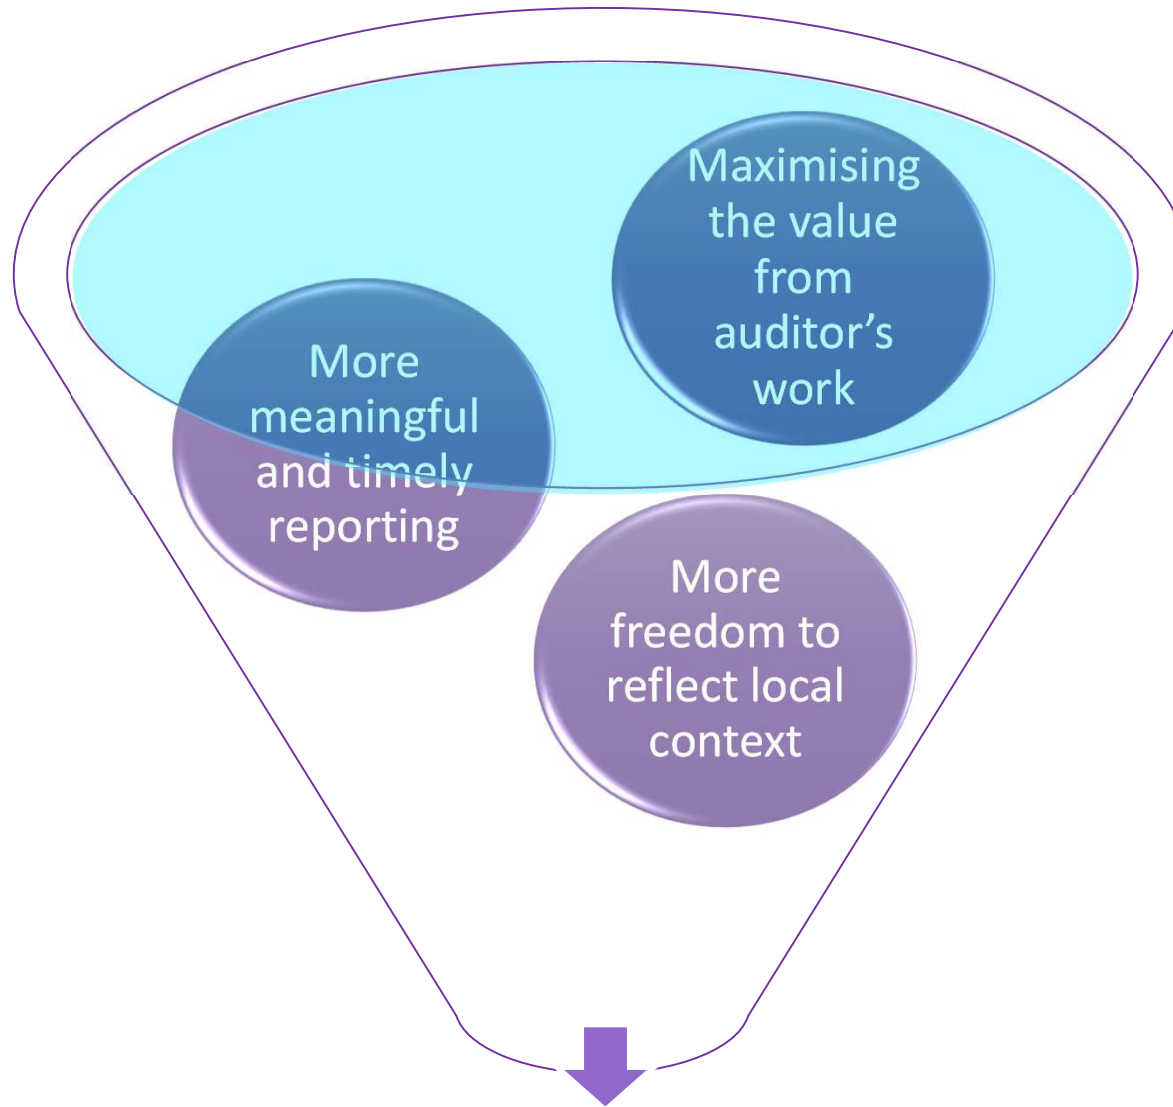 Maximising
the value
from
auditor’s
work
More
meaningful
and timely
reporting
More
freedom to
reflect local
context